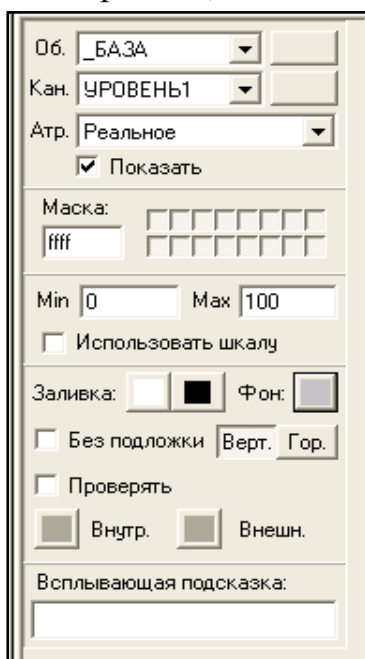 Об. _БАЗА
Кан. УРОВЕНЬ1
Атр. Реальное
Показать
Маска:
ffff
Min 0 Max 100
Использовать шкалу
Заливка: Фон:
Без подложки Верт. Гор.
Проверять
Внутр. Внешн.
Всплывающая подсказка: